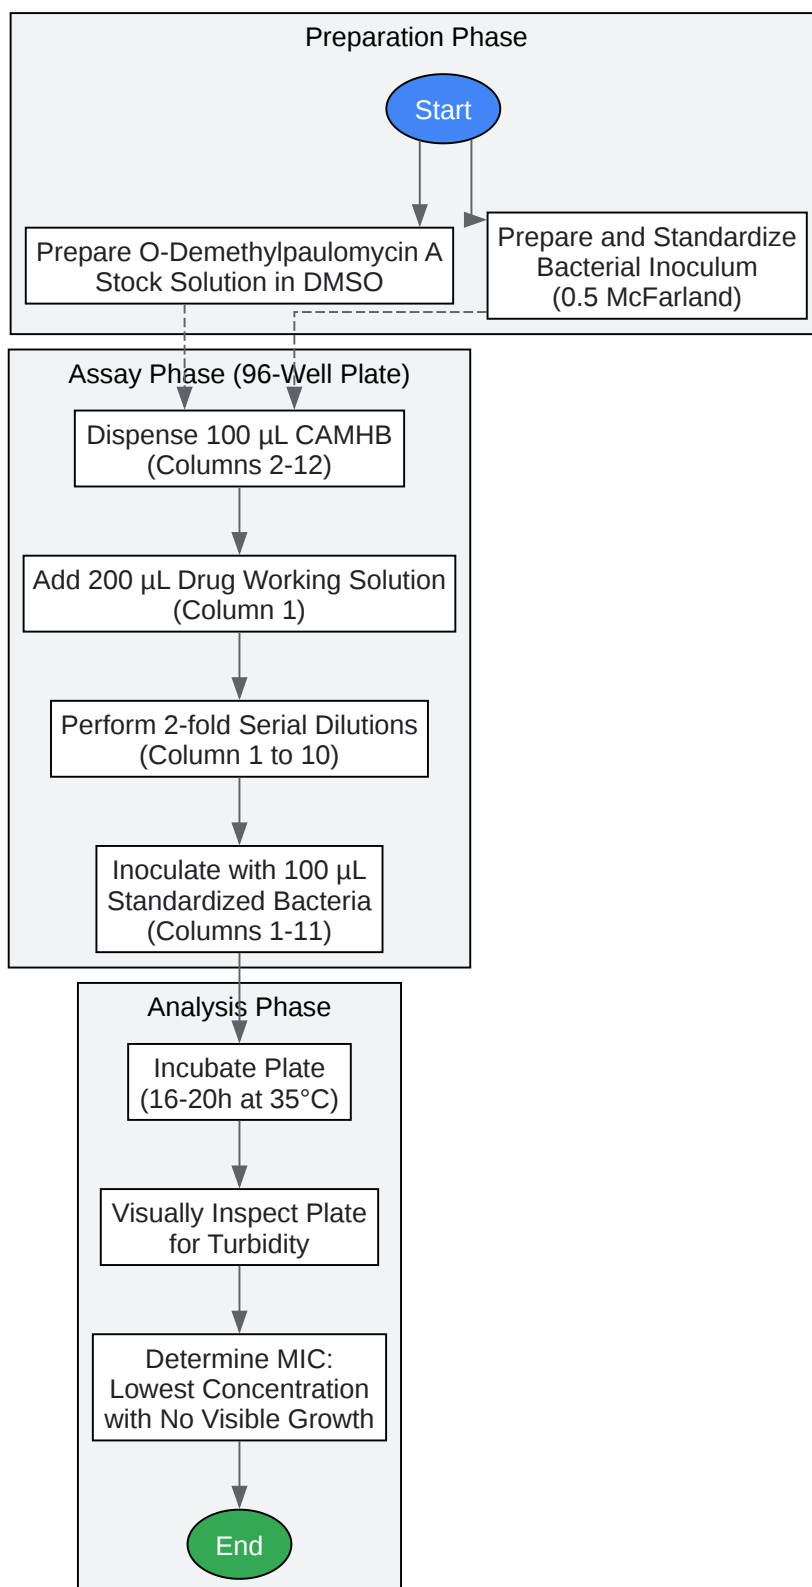 Preparation Phase
Start
Prepare O-Demethylpaulomycin A
Stock Solution in DMSO
Prepare and Standardize
Bacterial Inoculum
(0.5 McFarland)
Assay Phase (96-Well Plate)
Dispense 100 µL CAMHB
(Columns 2-12)
Add 200 µL Drug Working Solution
(Column 1)
Perform 2-fold Serial Dilutions
(Column 1 to 10)
Inoculate with 100 µL
Standardized Bacteria
(Columns 1-11)
Analysis Phase
Incubate Plate
(16-20h at 35°C)
Visually Inspect Plate
for Turbidity
Determine MIC:
Lowest Concentration
with No Visible Growth
End